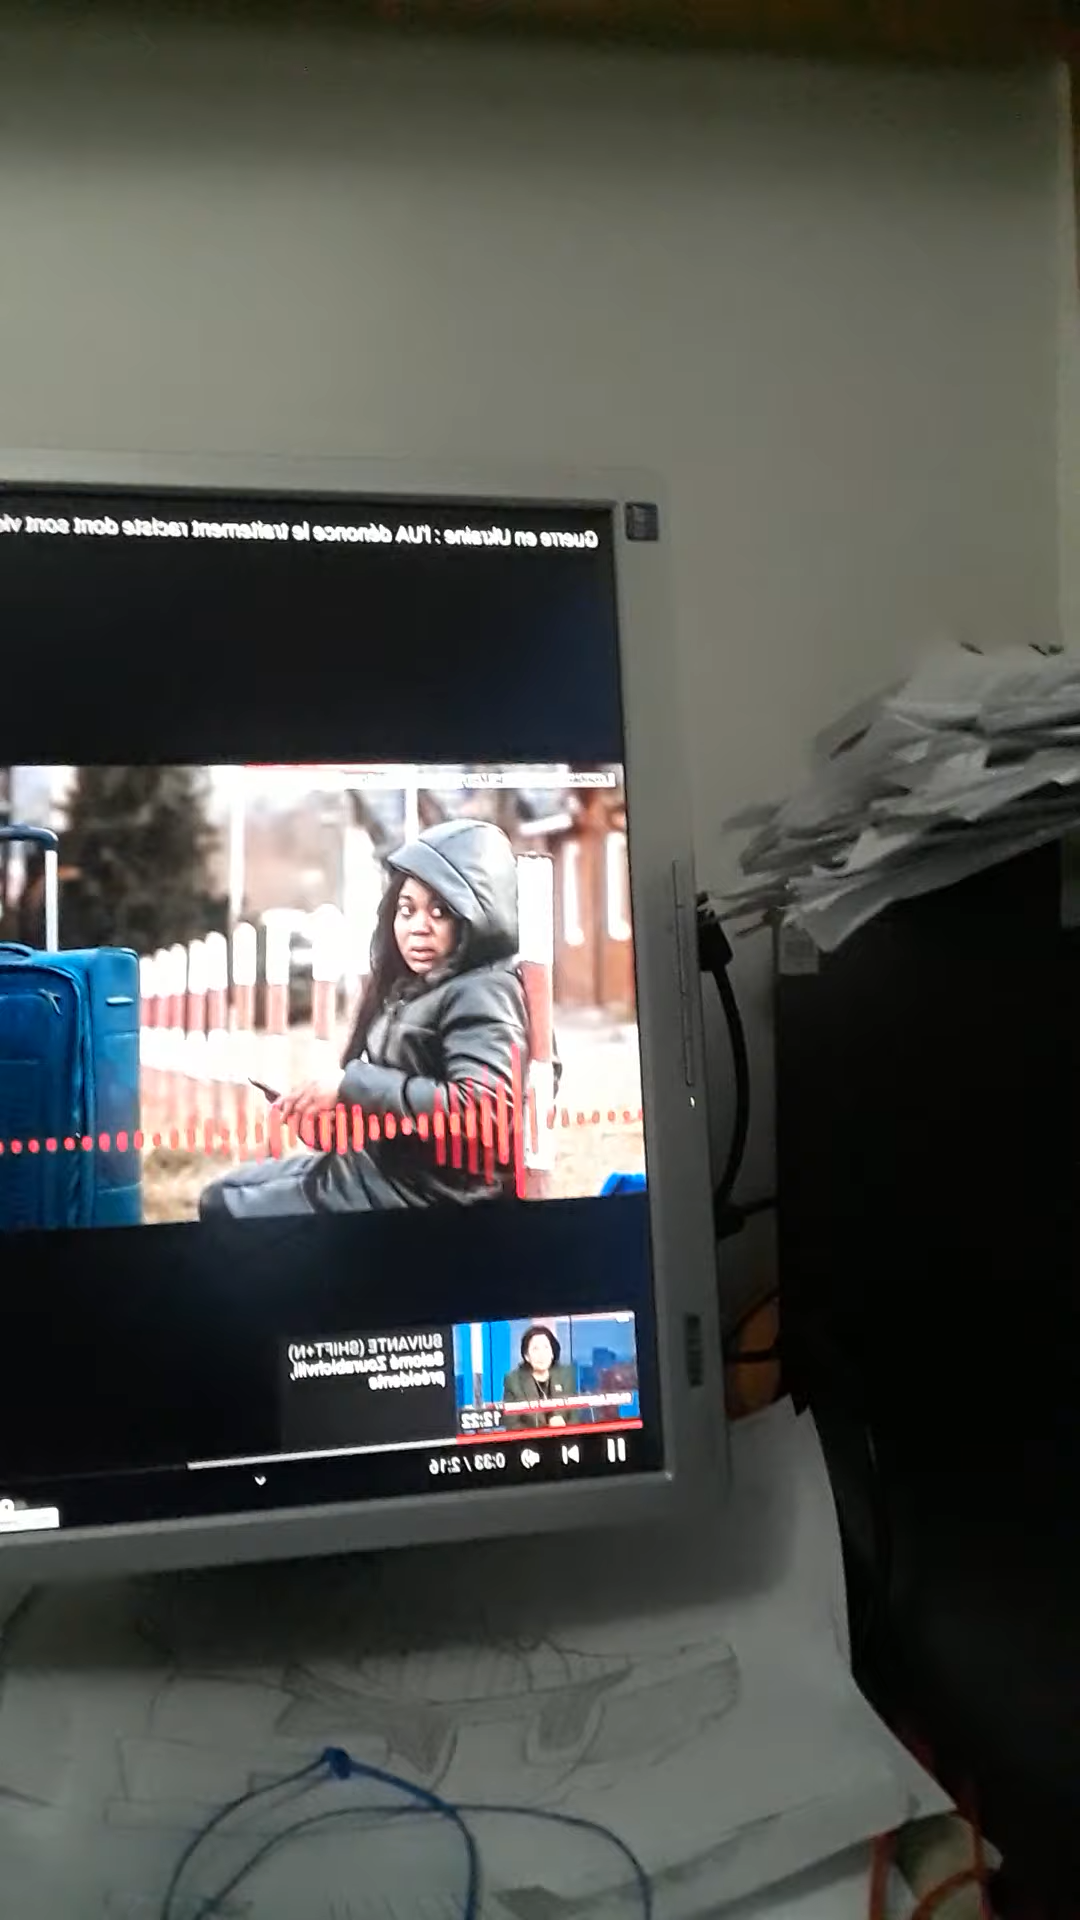 Guerre en Ukraine : l'UA dénonce le traitement raciste dont sont vic
SUIVANTE (SHIFT+N)
Salomé Zourabichvili,
présidente
12:22
0:33 / 2:16